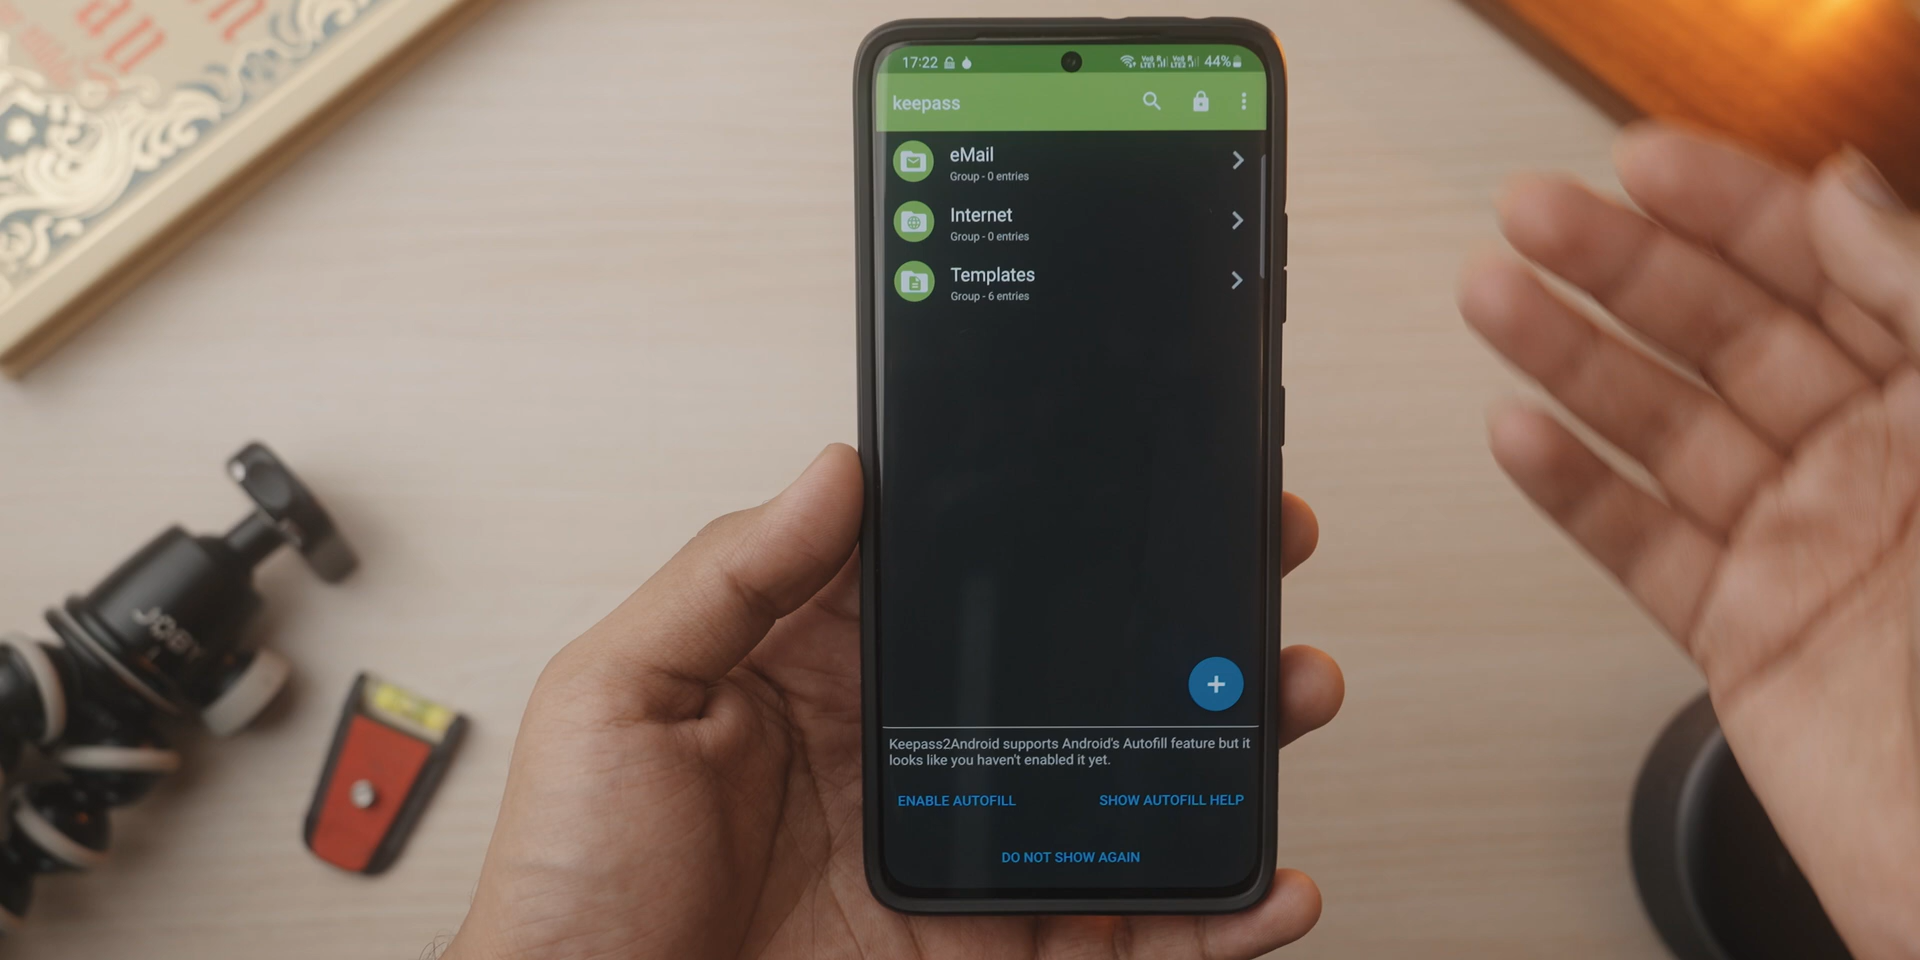 17:22
44%
keepass
eMail
Group - 0 entries
Internet
Group - 0 entries
Templates
Group - 6 entries
+
Keepass2Android supports Android's Autofill feature but it
looks like you haven't enabled it yet.
ENABLE AUTOFILL
SHOW AUTOFILL HELP
DO NOT SHOW AGAIN
JOBY